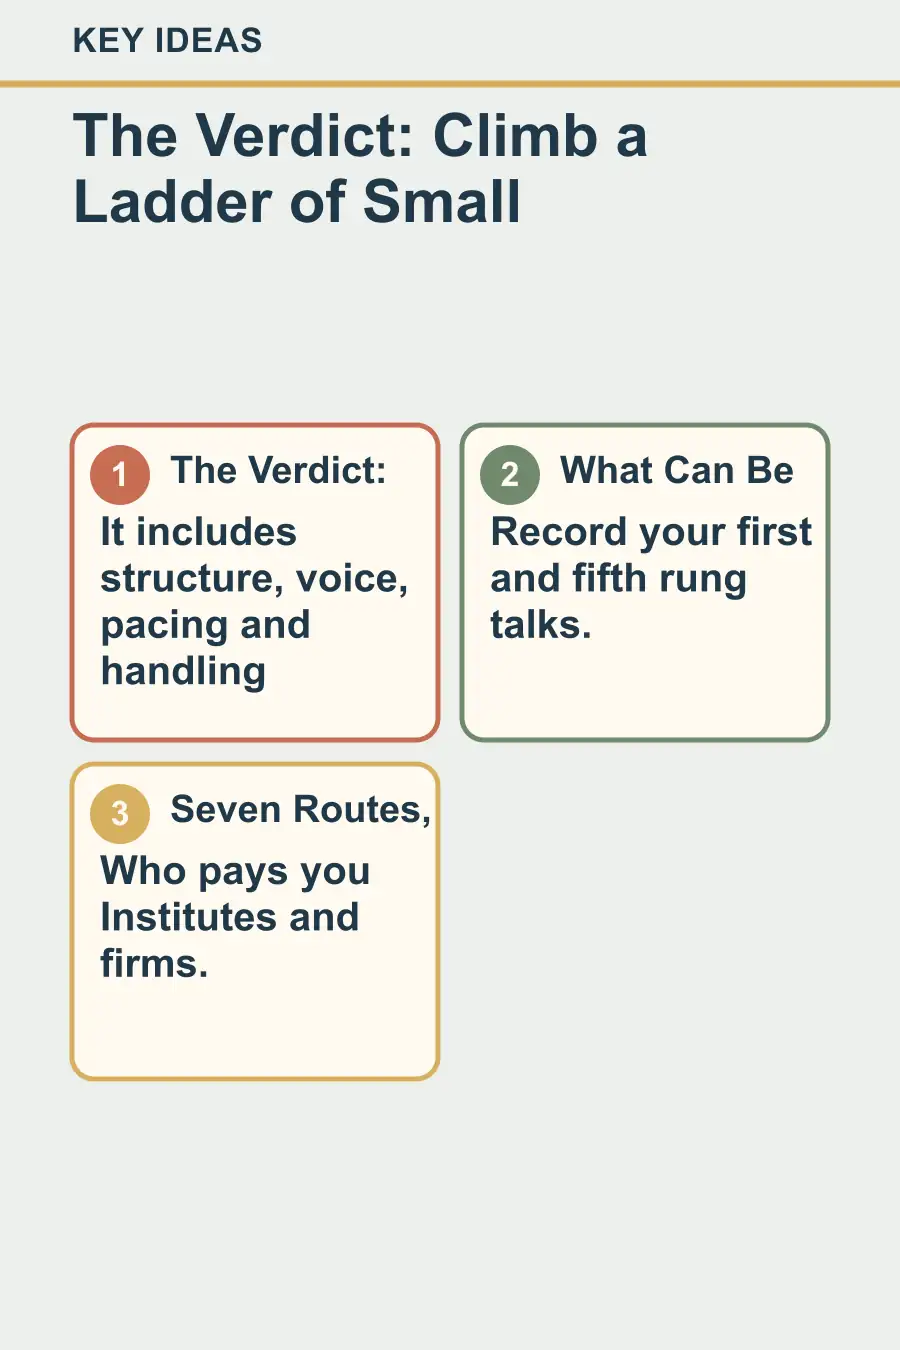 KEY IDEAS
The Verdict: Climb a
Ladder of Small
1 The Verdict:
It includes
structure, voice,
pacing and
handling
2 What Can Be
Record your first
and fifth rung
talks.
3 Seven Routes,
Who pays you
Institutes and
firms.